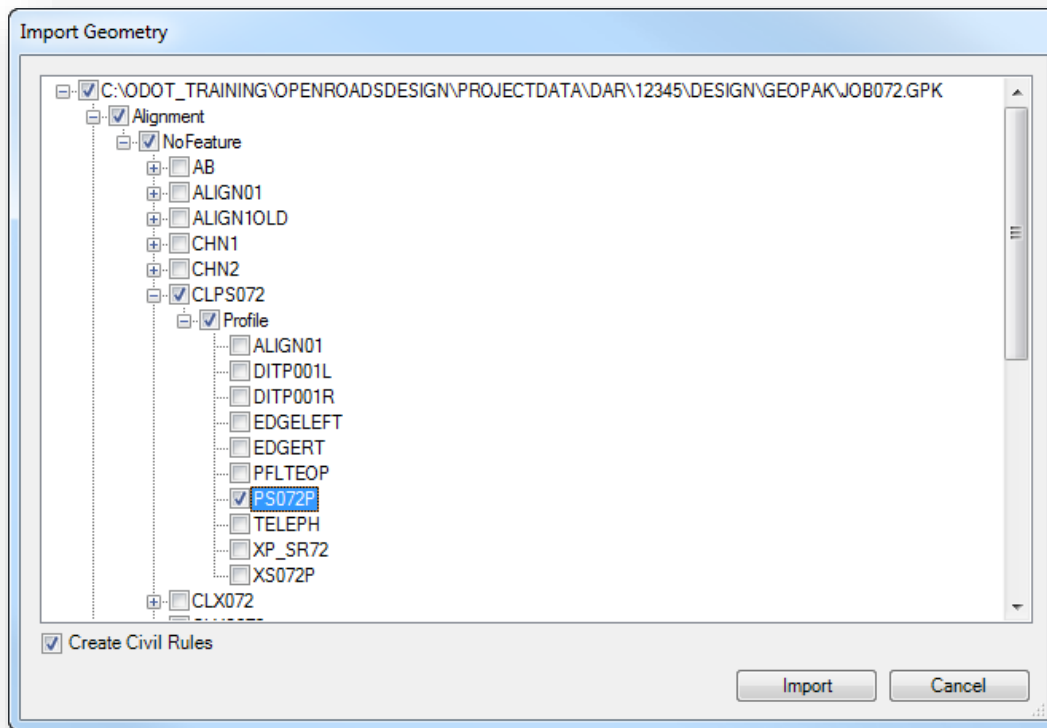 Import Geometry
C:\ODOT_TRAINING\OPENROADSDESIGN\PROJECTDATA\DAR\12345\DESIGN\GEOPAK\JOB072.GPK
Alignment
NoFeature
AB
ALIGN01
ALIGN1OLD
CHN1
CHN2
CLPS072
Profile
ALIGN01
DITP001L
DITP001R
EDGELEFT
EDGERT
PFLTEOP
PS072P
TELEPH
XP_SR72
XS072P
CLX072
Create Civil Rules
Import Cancel